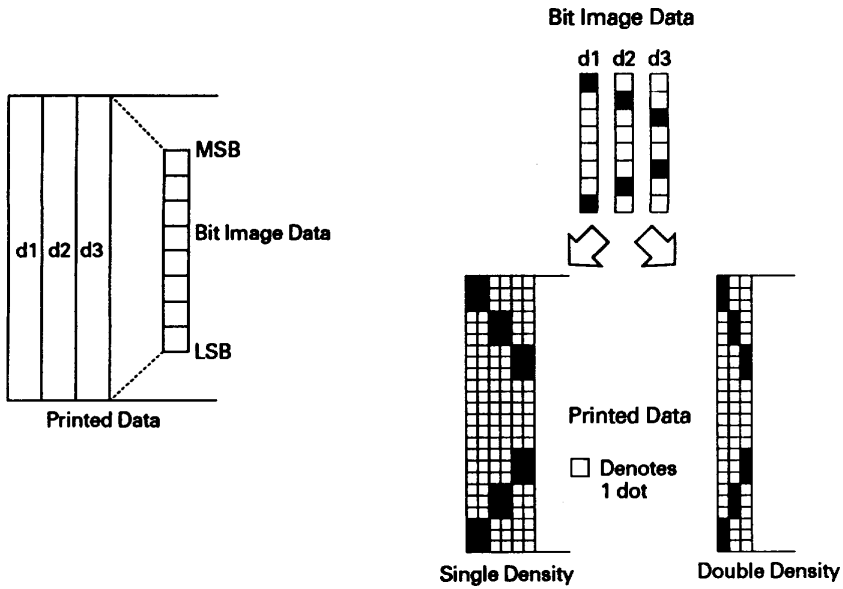 Bit Image Data
d1 d2 d3
MSB
Bit Image Data
d1 d2 d3
LSB
Printed Data
Printed Data
Denotes
1 dot
Single Density
Double Density